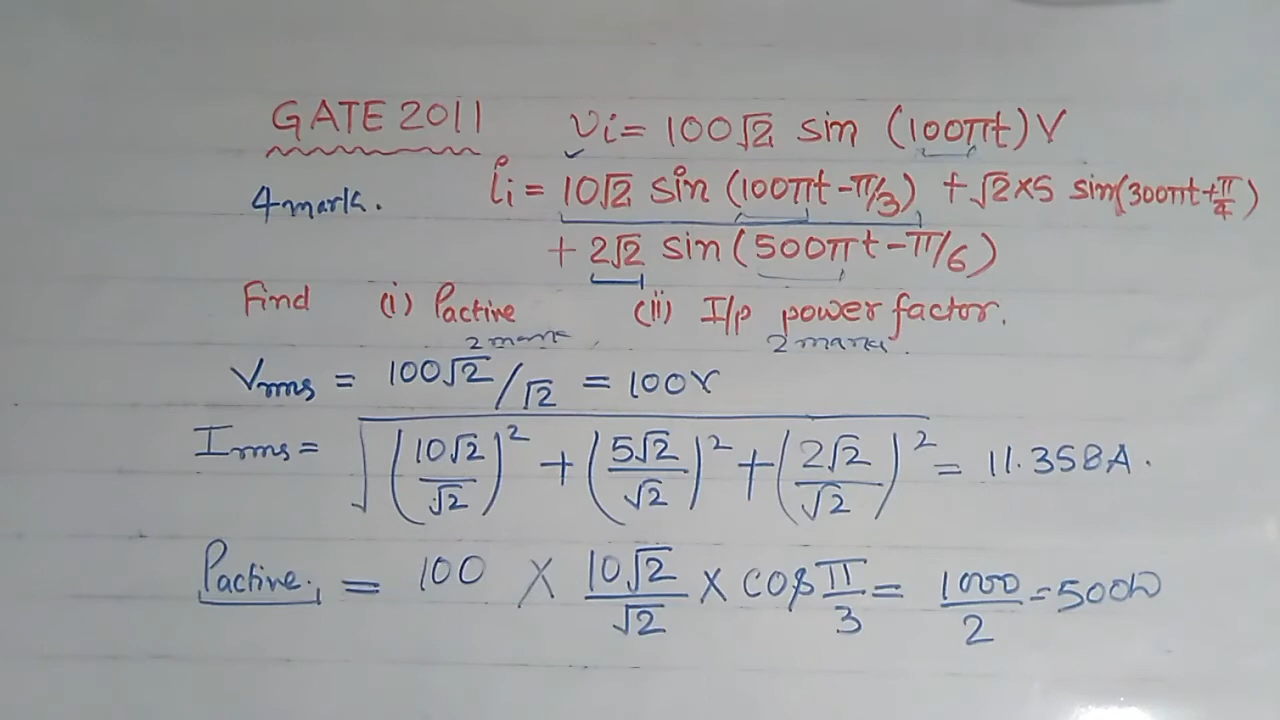 GATE 2011 vi = 100√2 sin (100πt) V
4 mark. ii = 10√2 sin (100πt - π/3) + √2 × 5 sin(300πt + π/4)
+ 2√2 sin (500πt - π/6)
Find (i) Pactive (ii) I/p power factor.
2 mark 2 marks.
Vrms = 100√2 / √2 = 100V
Irms = √((10√2/√2)² + (5√2/√2)² + (2√2/√2)²) = 11.358A.
Pactive. = 100 × 10√2/√2 × cos π/3 = 1000/2 = 500W